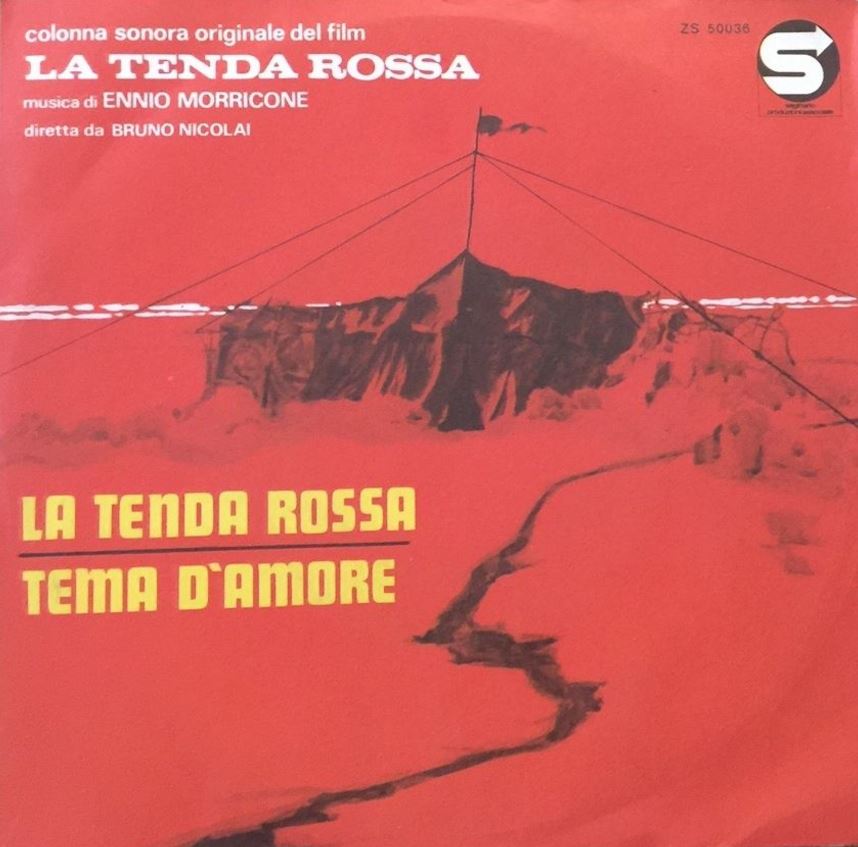 colonna sonora originale del film
LA TENDA ROSSA
musica di ENNIO MORRICONE
diretta da BRUNO NICOLAI
ZS 50036
S
LA TENDA ROSSA
TEMA D'AMORE